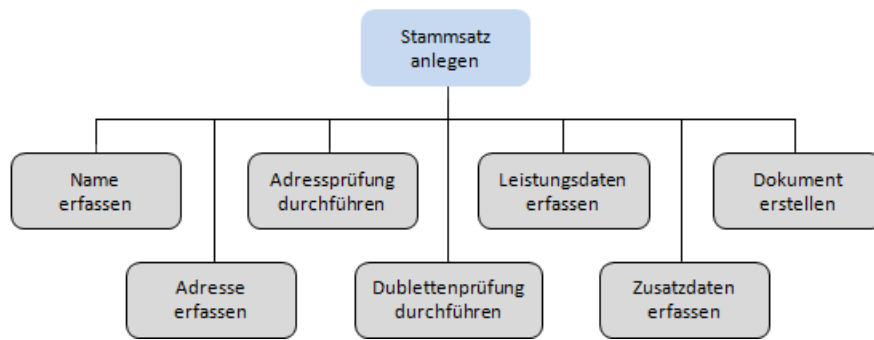 Stammsatz
anlegen
Name
erfassen
Adressprüfung
durchführen
Leistungsdaten
erfassen
Dokument
erstellen
Adresse
erfassen
Dublettenprüfung
durchführen
Zusatzdaten
erfassen